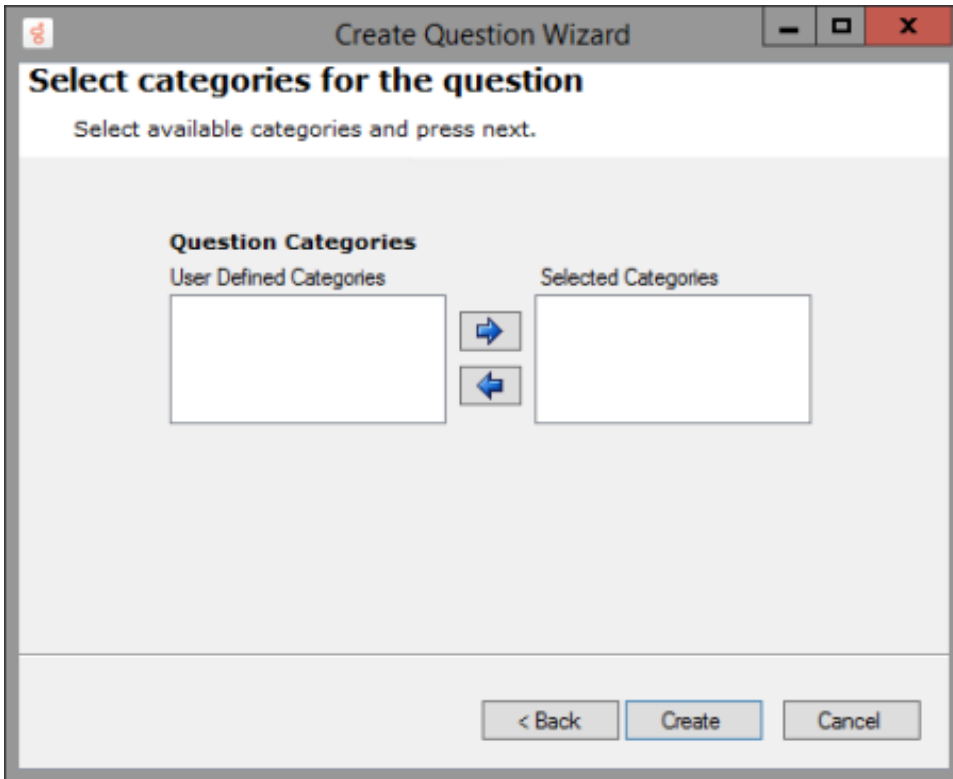 Create Question Wizard
Select categories for the question
Select available categories and press next.
Question Categories
User Defined Categories
Selected Categories
< Back
Create
Cancel